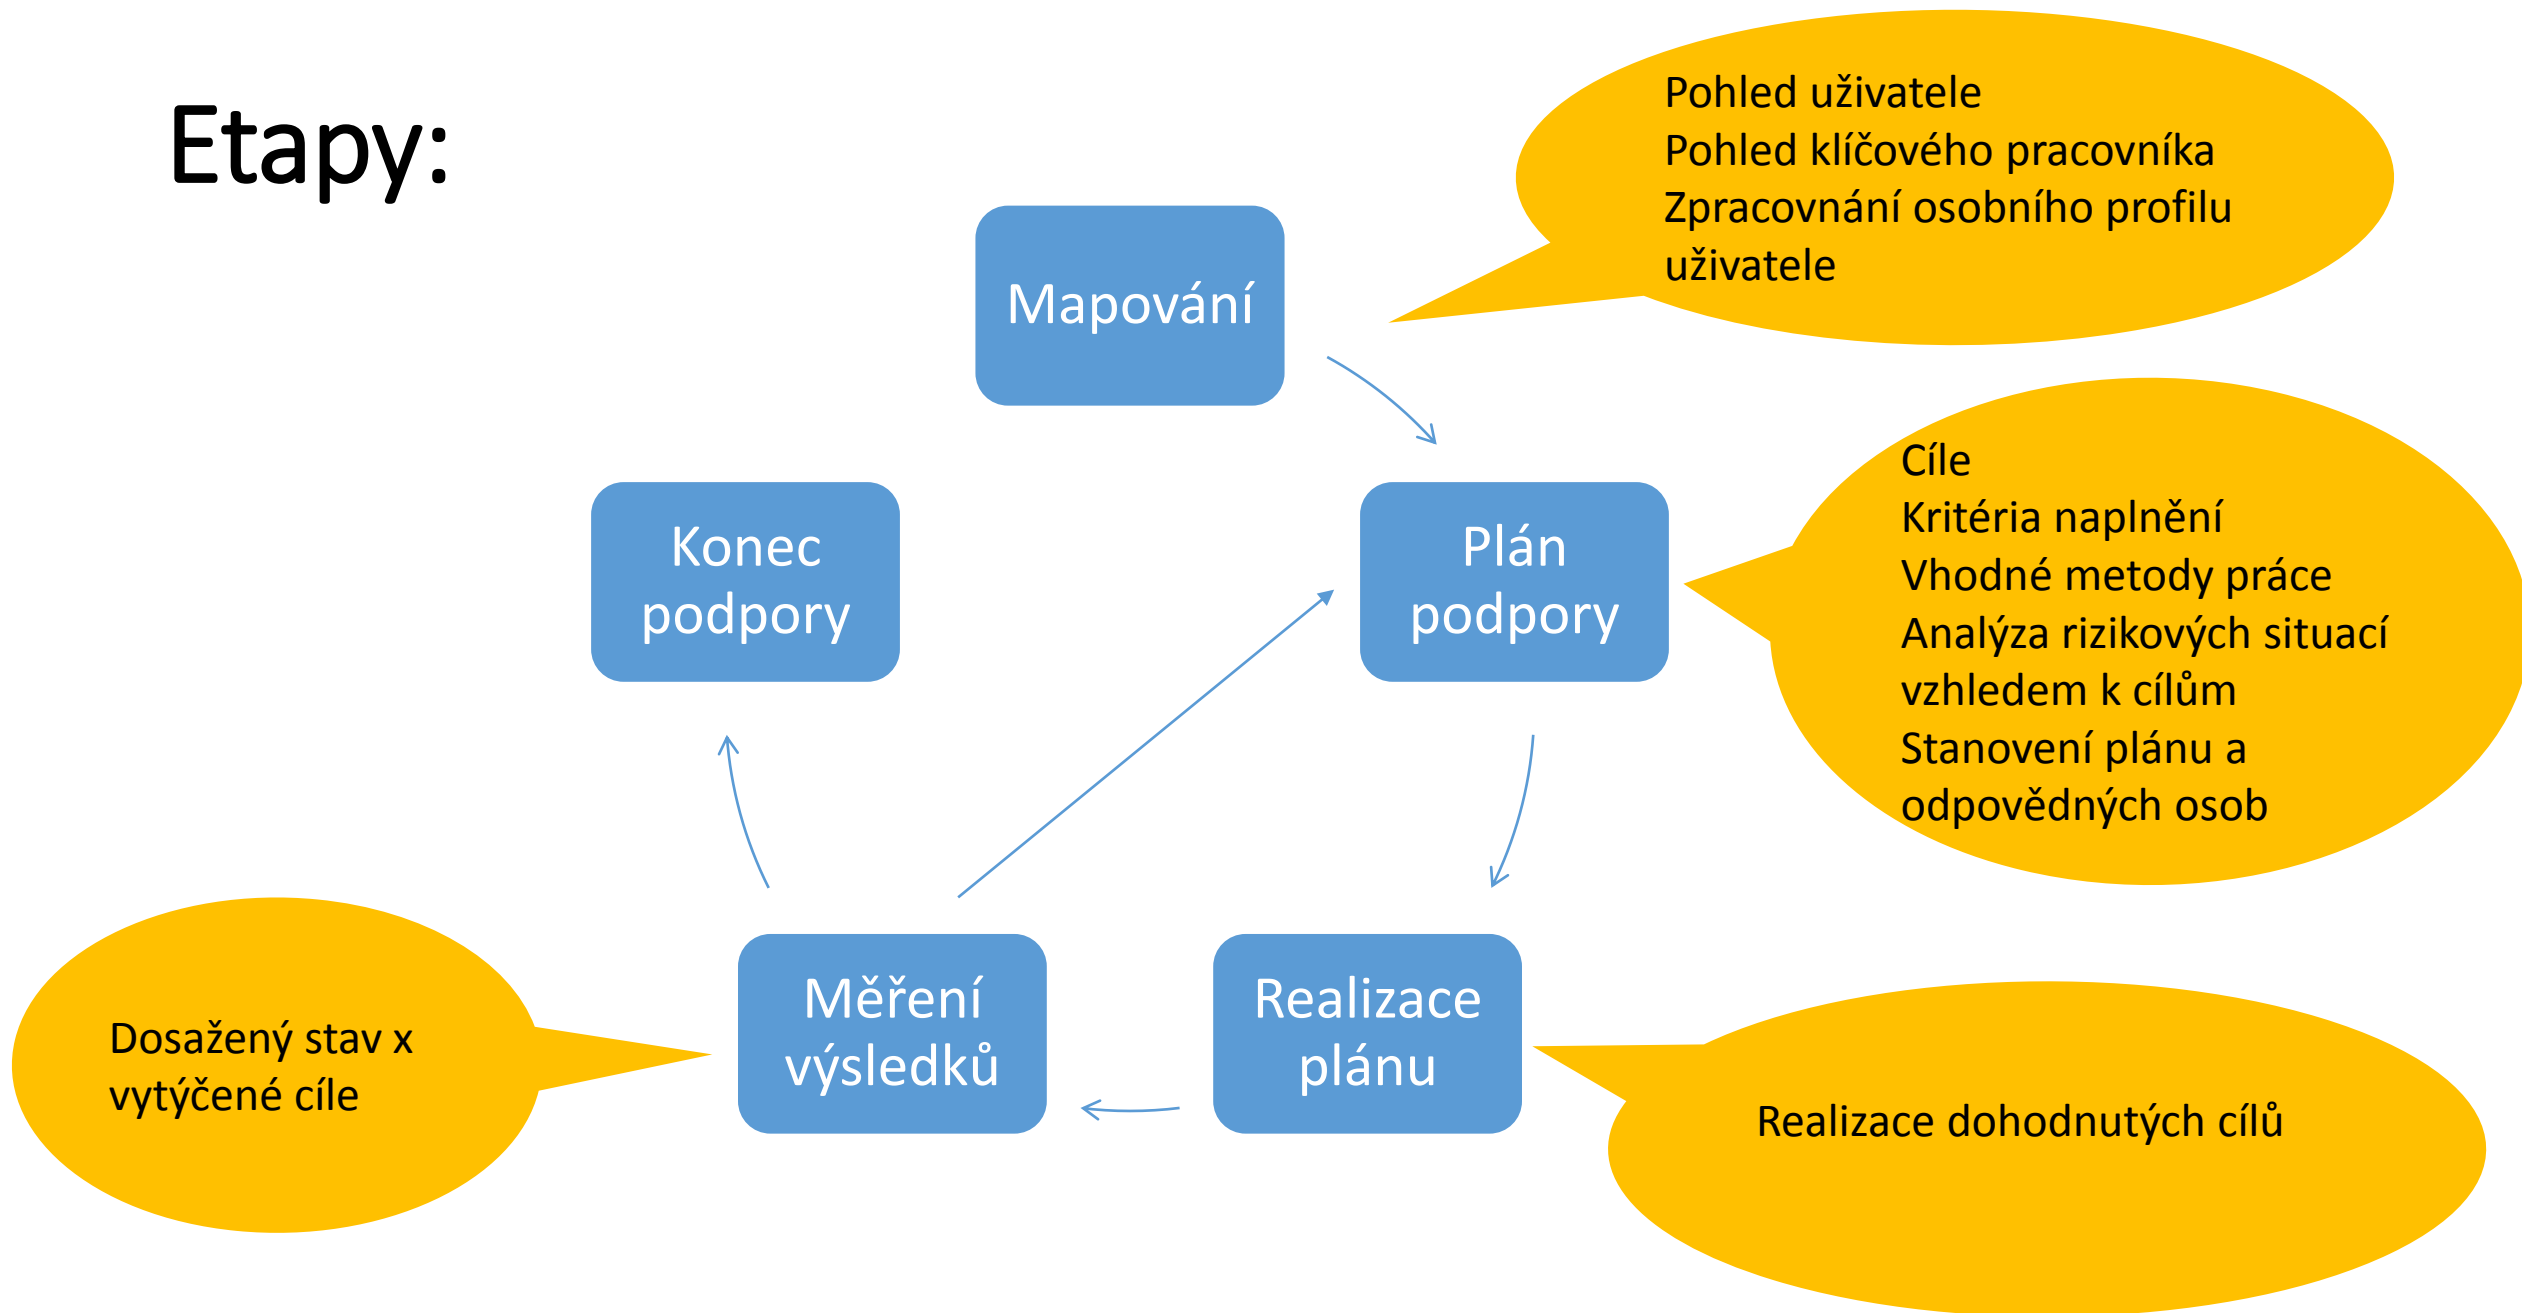 Etapy:
Pohled uživatele
Pohled klíčového pracovníka
Zpracovnání osobního profilu
uživatele
Mapování
Cíle
Kritéria naplnění
Vhodné metody práce
Analýza rizikových situací
vzhledem k cílům
Stanovení plánu a
odpovědných osob
Konec
podpory
Plán
podpory
Měření
výsledků
Realizace
plánu
Dosažený stav x
vytýčené cíle
Realizace dohodnutých cílů